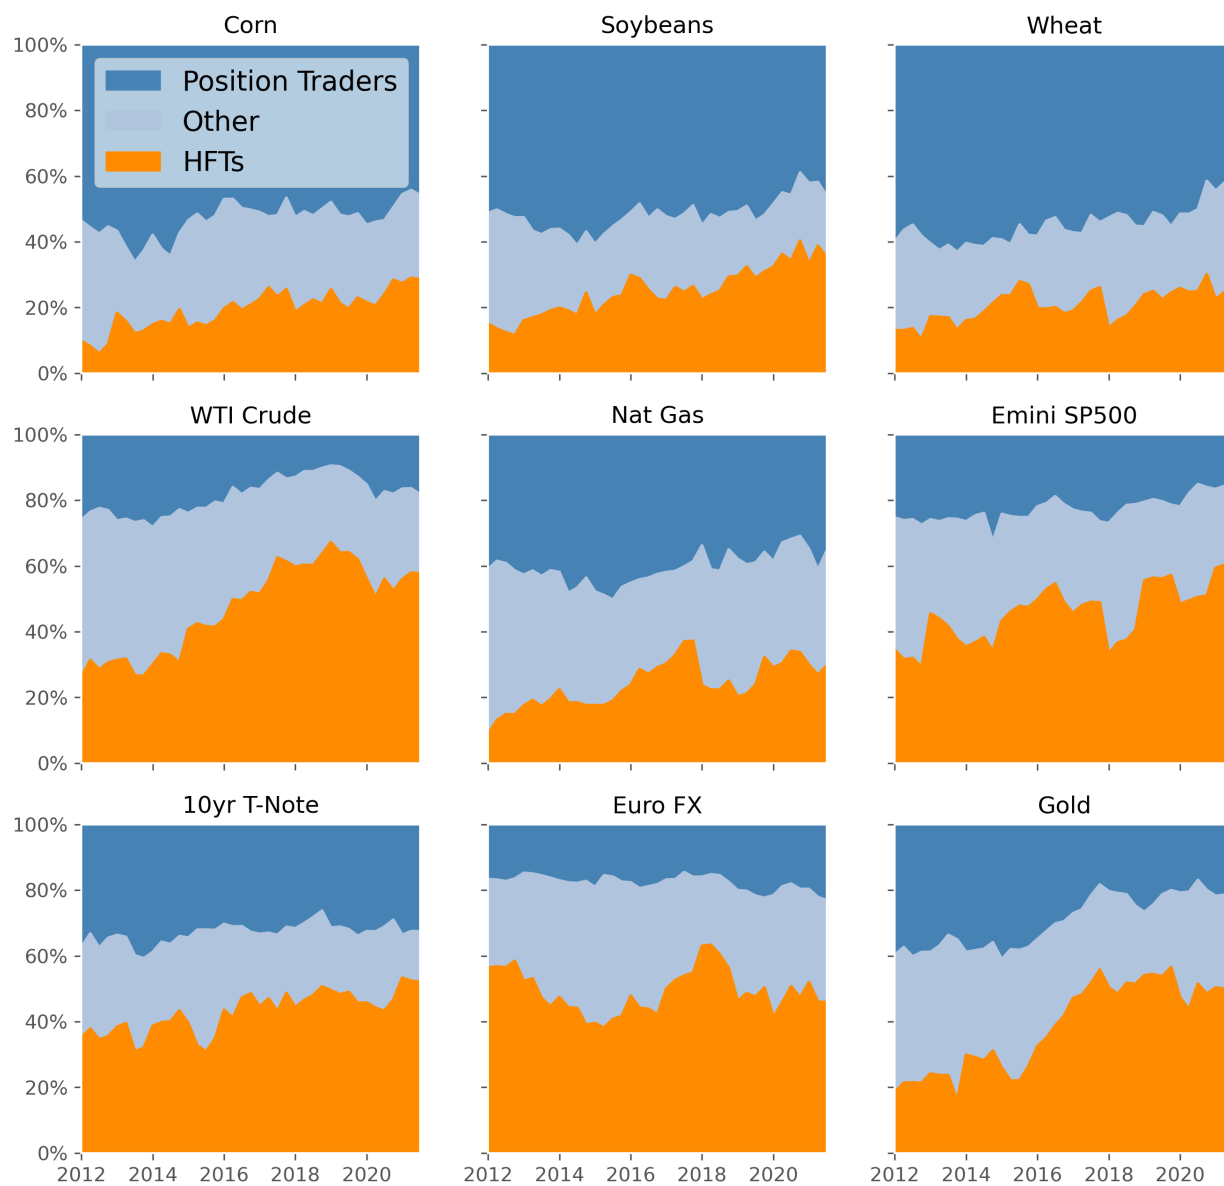 Corn Soybeans Wheat
100%
80%
60%
40%
20%
0%
Position Traders
Other
HFTs
WTI Crude Nat Gas Emini SP500
100%
80%
60%
40%
20%
0%
10yr T-Note Euro FX Gold
100%
80%
60%
40%
20%
0%
2012 2014 2016 2018 2020 2012 2014 2016 2018 2020 2012 2014 2016 2018 2020